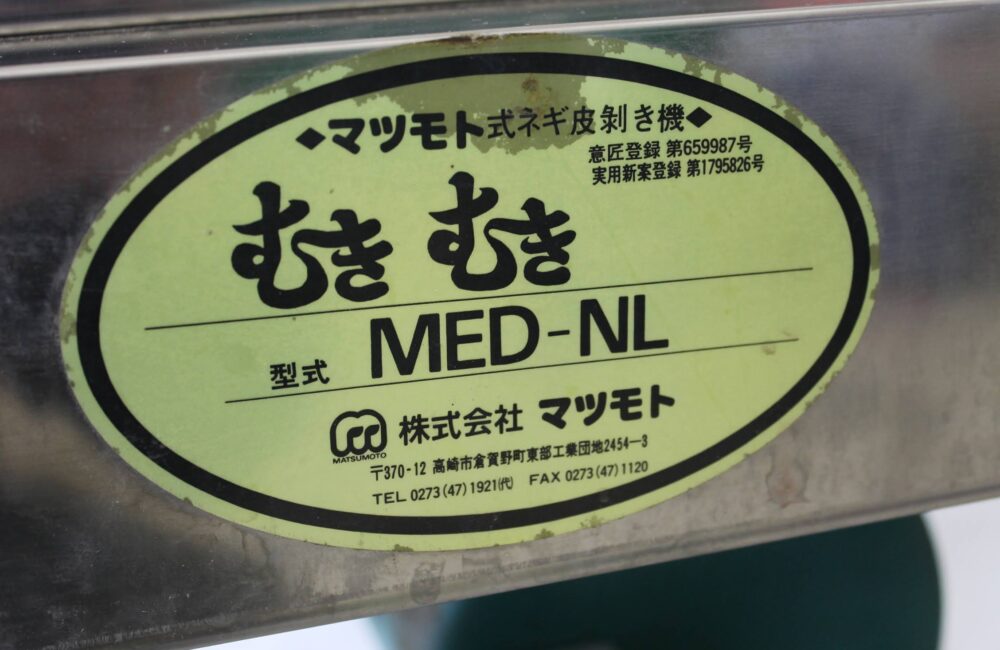 ◆マツモト式ネギ皮剥き機◆
意匠登録 第659987号
実用新案登録 第1795826号
むき むき
型式 MED-NL
MATSUMOTO 株式会社 マツモト
〒370-12 高崎市倉賀野町東部工業団地2454-3
TEL 0273(47)1921(代) FAX 0273(47)1120